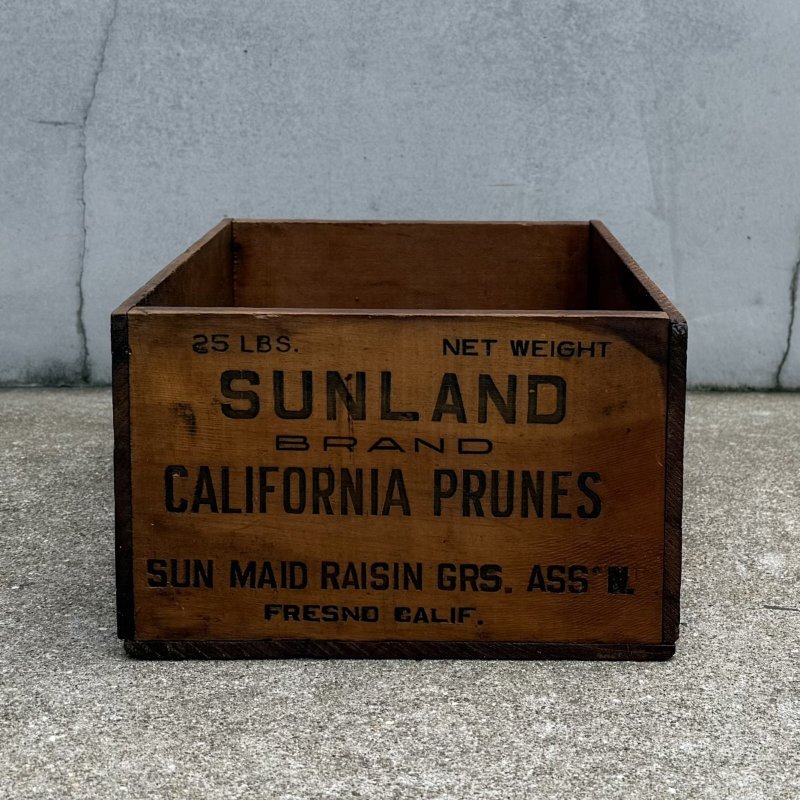 25 LBS. NET WEIGHT
SUNLAND
BRAND
CALIFORNIA PRUNES
SUN MAID RAISIN GRS. ASS'N.
FRESNO CALIF.